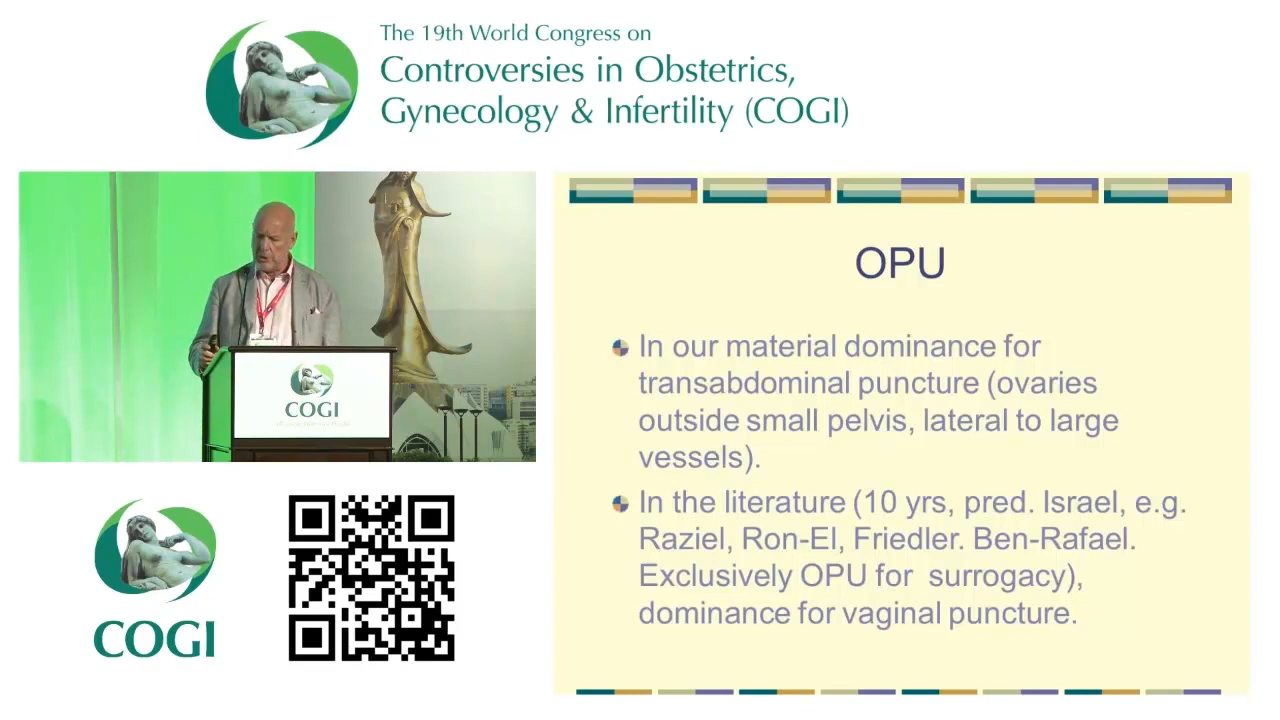 The 19th World Congress on
Controversies in Obstetrics,
Gynecology & Infertility (COGI)
COGI
COGI
OPU
In our material dominance for
transabdominal puncture (ovaries
outside small pelvis, lateral to large
vessels).
In the literature (10 yrs, pred. Israel, e.g.
Raziel, Ron-El, Friedler. Ben-Rafael.
Exclusively OPU for  surrogacy),
dominance for vaginal puncture.